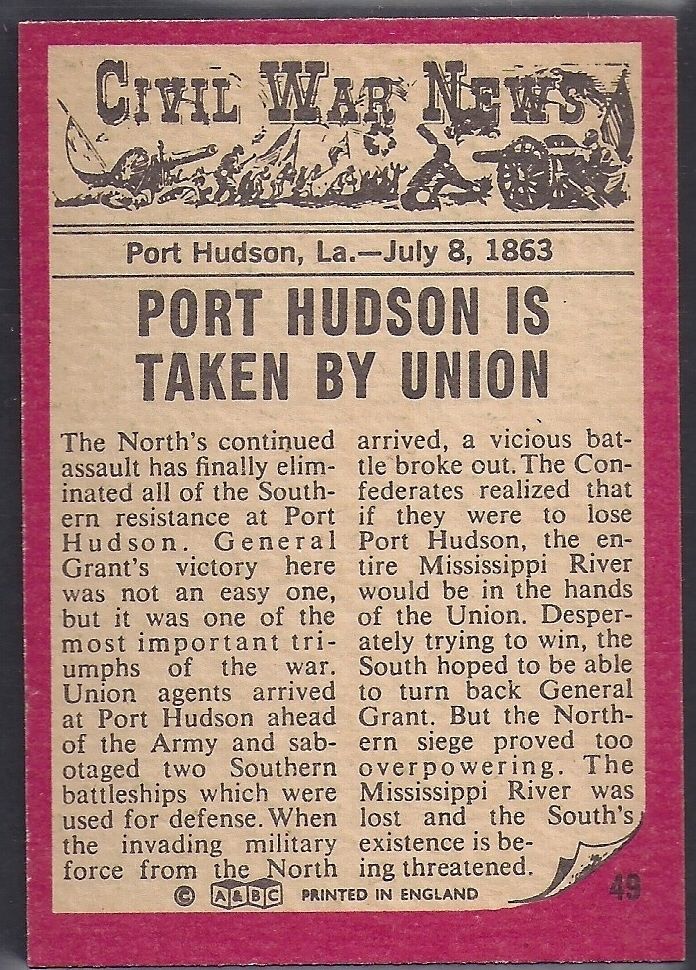 CIVIL WAR NEWS
Port Hudson, La.—July 8, 1863
PORT HUDSON IS
TAKEN BY UNION
The North's continued
assault has finally elim-
inated all of the South-
ern resistance at Port
Hudson. General
Grant's victory here
was not an easy one,
but it was one of the
most important tri-
umphs of the war.
Union agents arrived
at Port Hudson ahead
of the Army and sab-
otaged two Southern
battleships which were
used for defense. When
the invading military
force from the North
arrived, a vicious bat-
tle broke out. The Con-
federates realized that
if they were to lose
Port Hudson, the en-
tire Mississippi River
would be in the hands
of the Union. Desper-
ately trying to win, the
South hoped to be able
to turn back General
Grant. But the North-
ern siege proved too
overpowering. The
Mississippi River was
lost and the South's
existence is be-
ing threatened.
© A&BC PRINTED IN ENGLAND
49